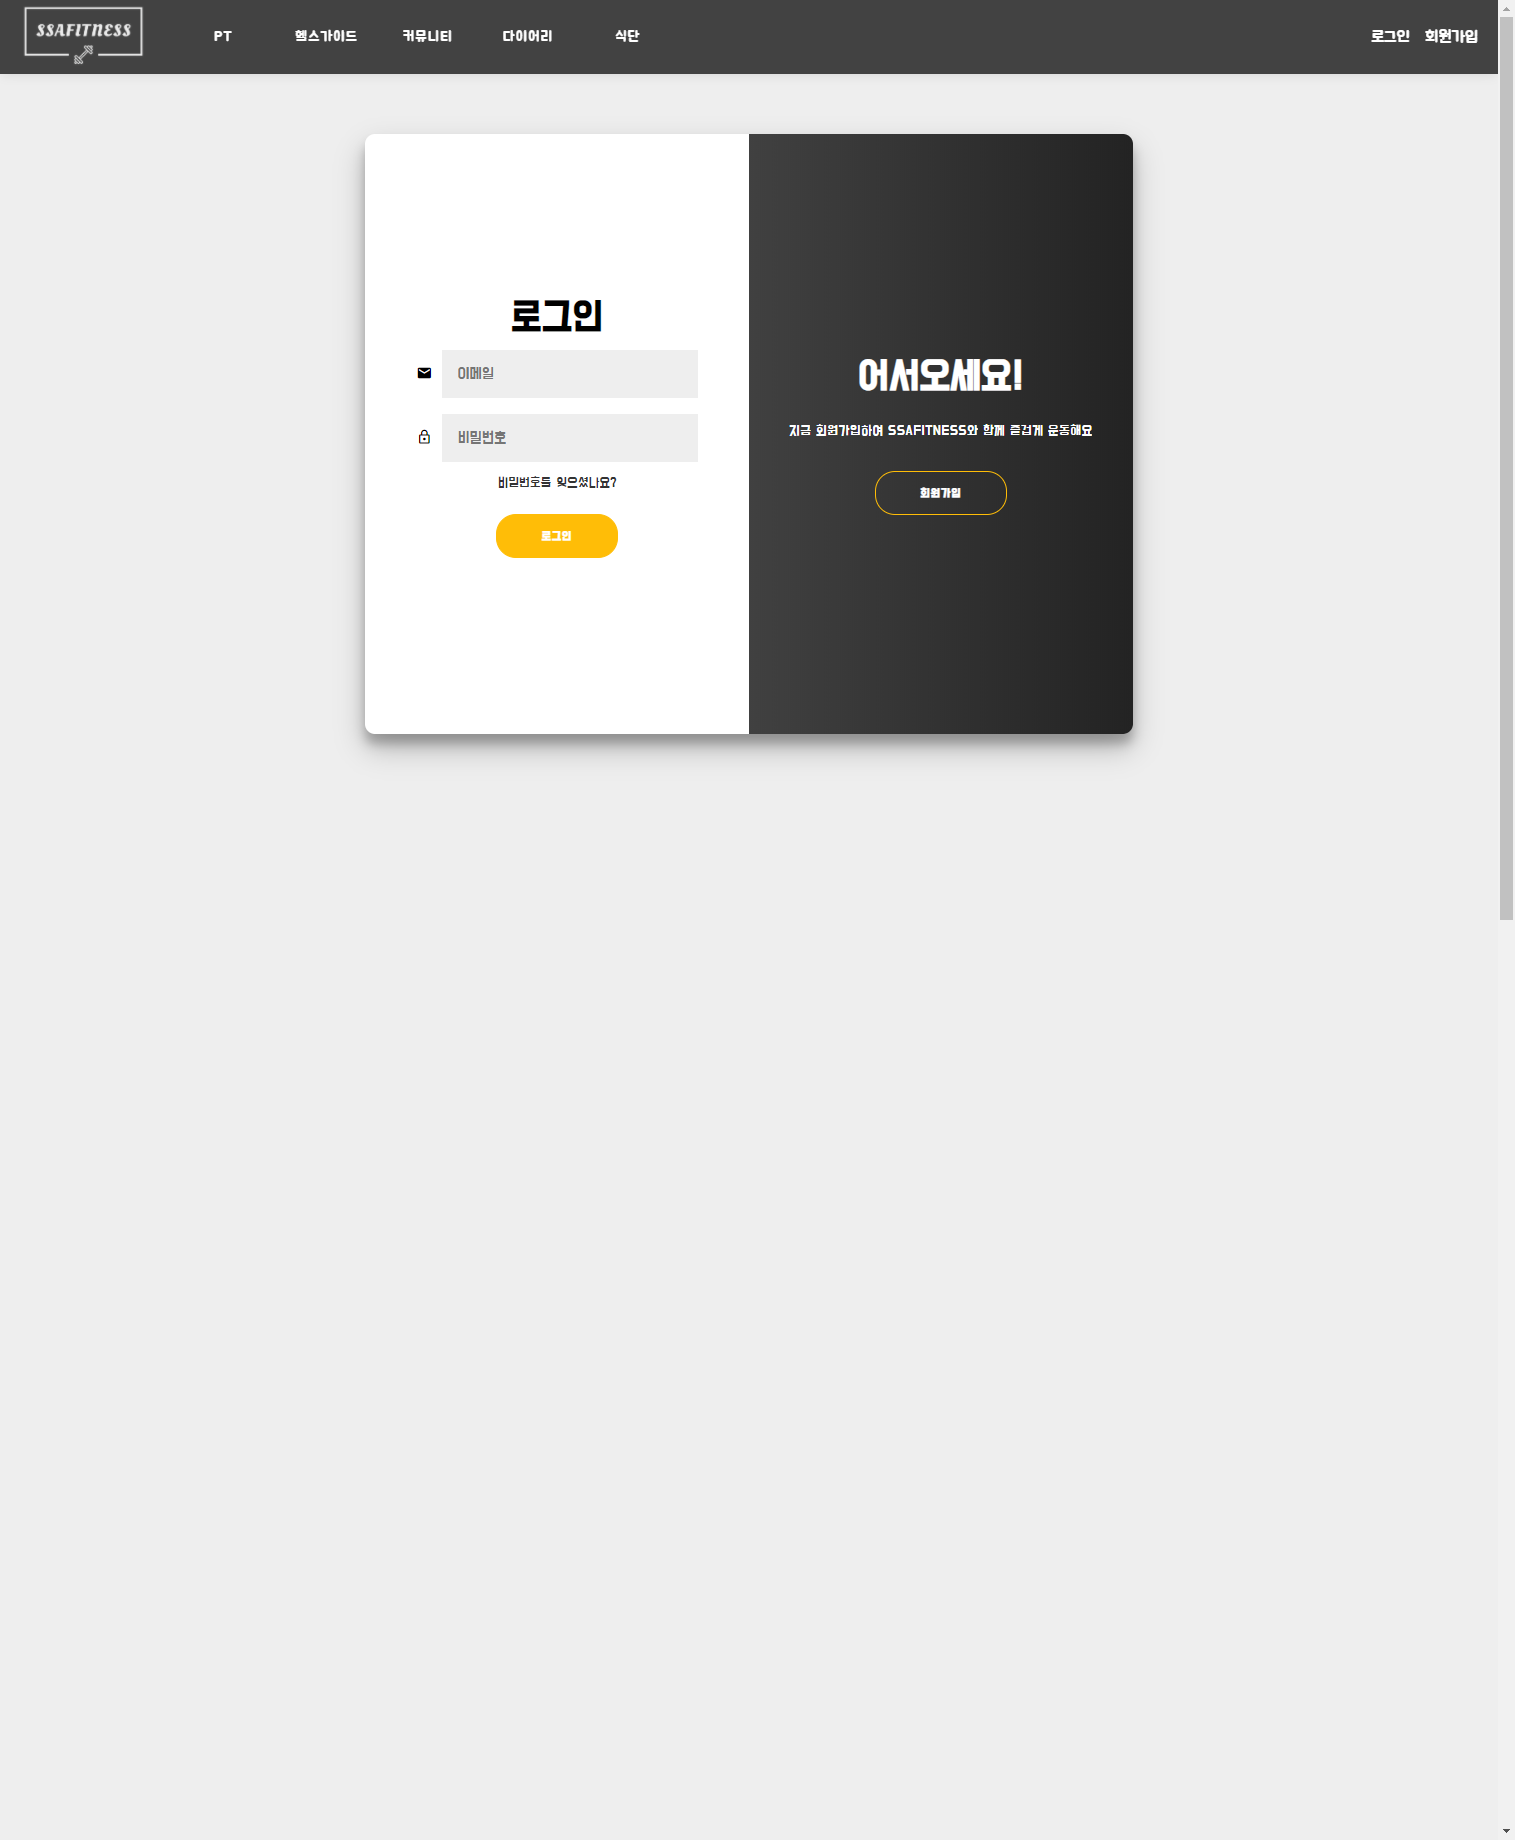 SSAFITNESS
PT 헬스가이드 커뮤니티 다이어리 식단 로그인 회원가입
로그인
이메일
비밀번호
비밀번호를 잊으셨나요?
로그인
어서오세요!
지금 회원가입하여 SSAFITNESS와 함께 즐겁게 운동해요
회원가입